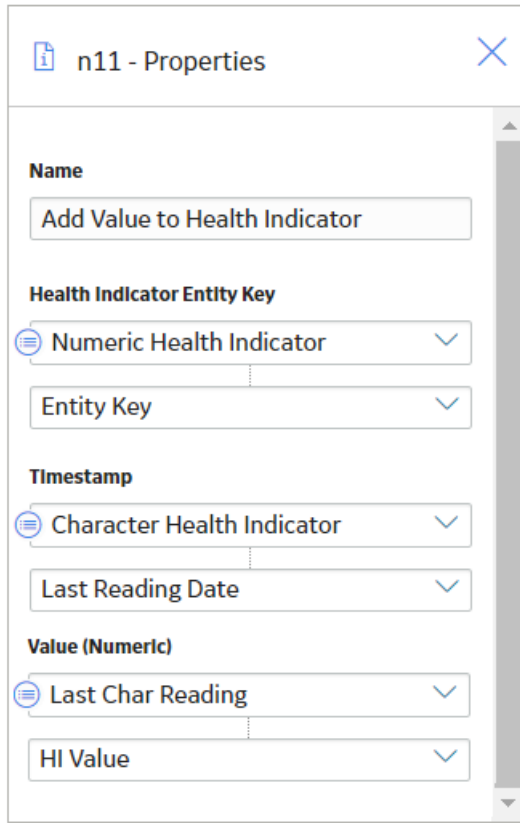 n11 - Properties
Name
Add Value to Health Indicator
Health Indicator Entity Key
Numeric Health Indicator
Entity Key
Timestamp
Character Health Indicator
Last Reading Date
Value (Numeric)
Last Char Reading
HI Value